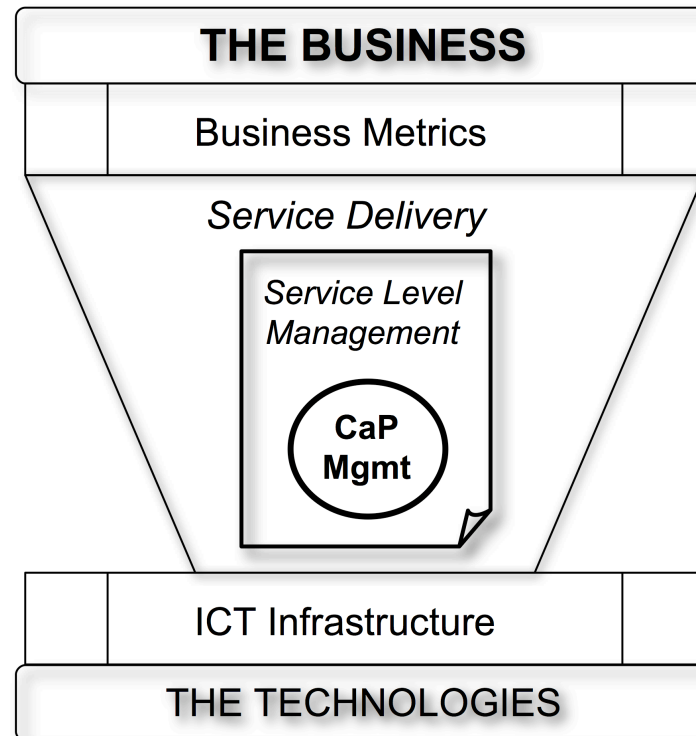 THE BUSINESS
Business Metrics
Service Delivery
Service Level
Management
CaP
Mgmt
ICT Infrastructure
THE TECHNOLOGIES